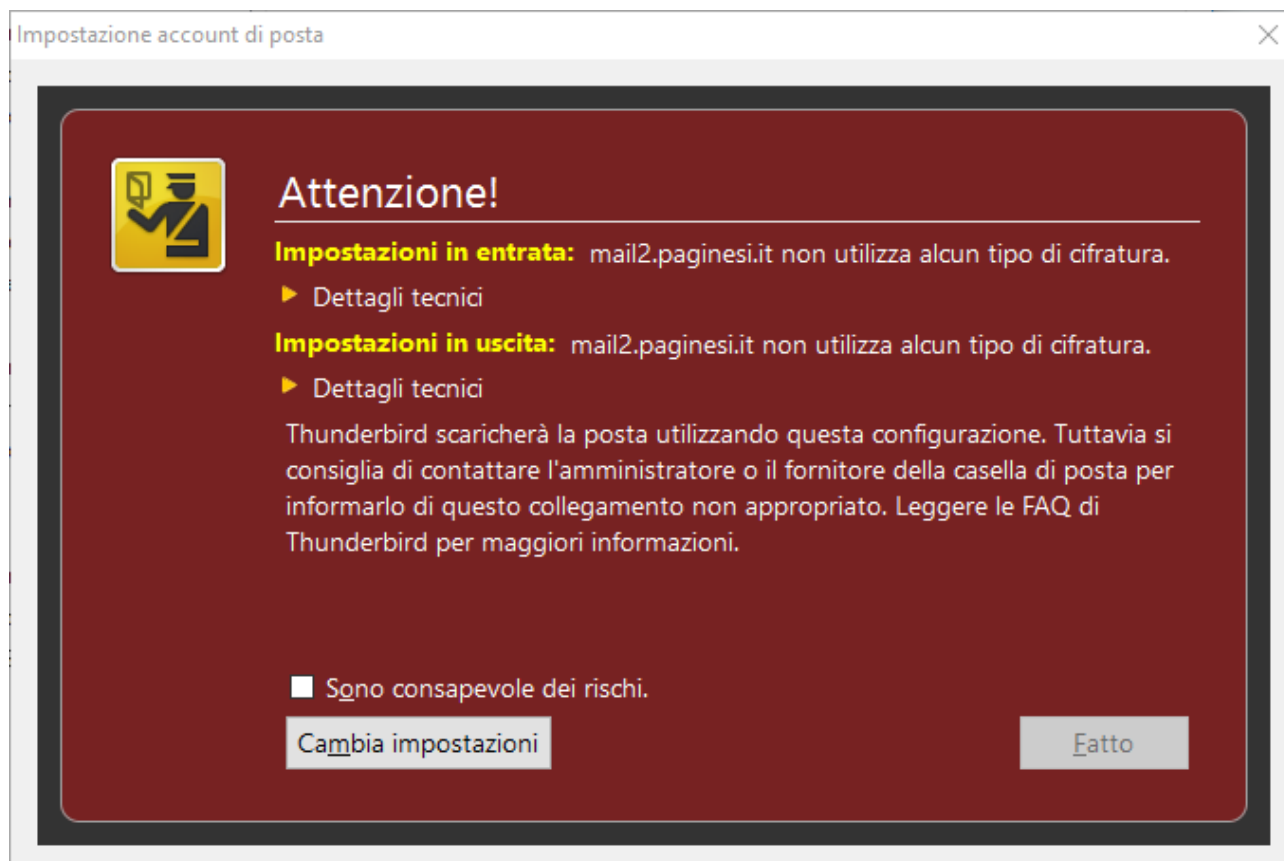 Impostazione account di posta
Attenzione!
Impostazioni in entrata: mail2.paginesi.it non utilizza alcun tipo di cifratura.
Dettagli tecnici
Impostazioni in uscita: mail2.paginesi.it non utilizza alcun tipo di cifratura.
Dettagli tecnici
Thunderbird scaricherà la posta utilizzando questa configurazione. Tuttavia si
consiglia di contattare l'amministratore o il fornitore della casella di posta per
informarlo di questo collegamento non appropriato. Leggere le FAQ di
Thunderbird per maggiori informazioni.
Sono consapevole dei rischi.
Cambia impostazioni
Fatto